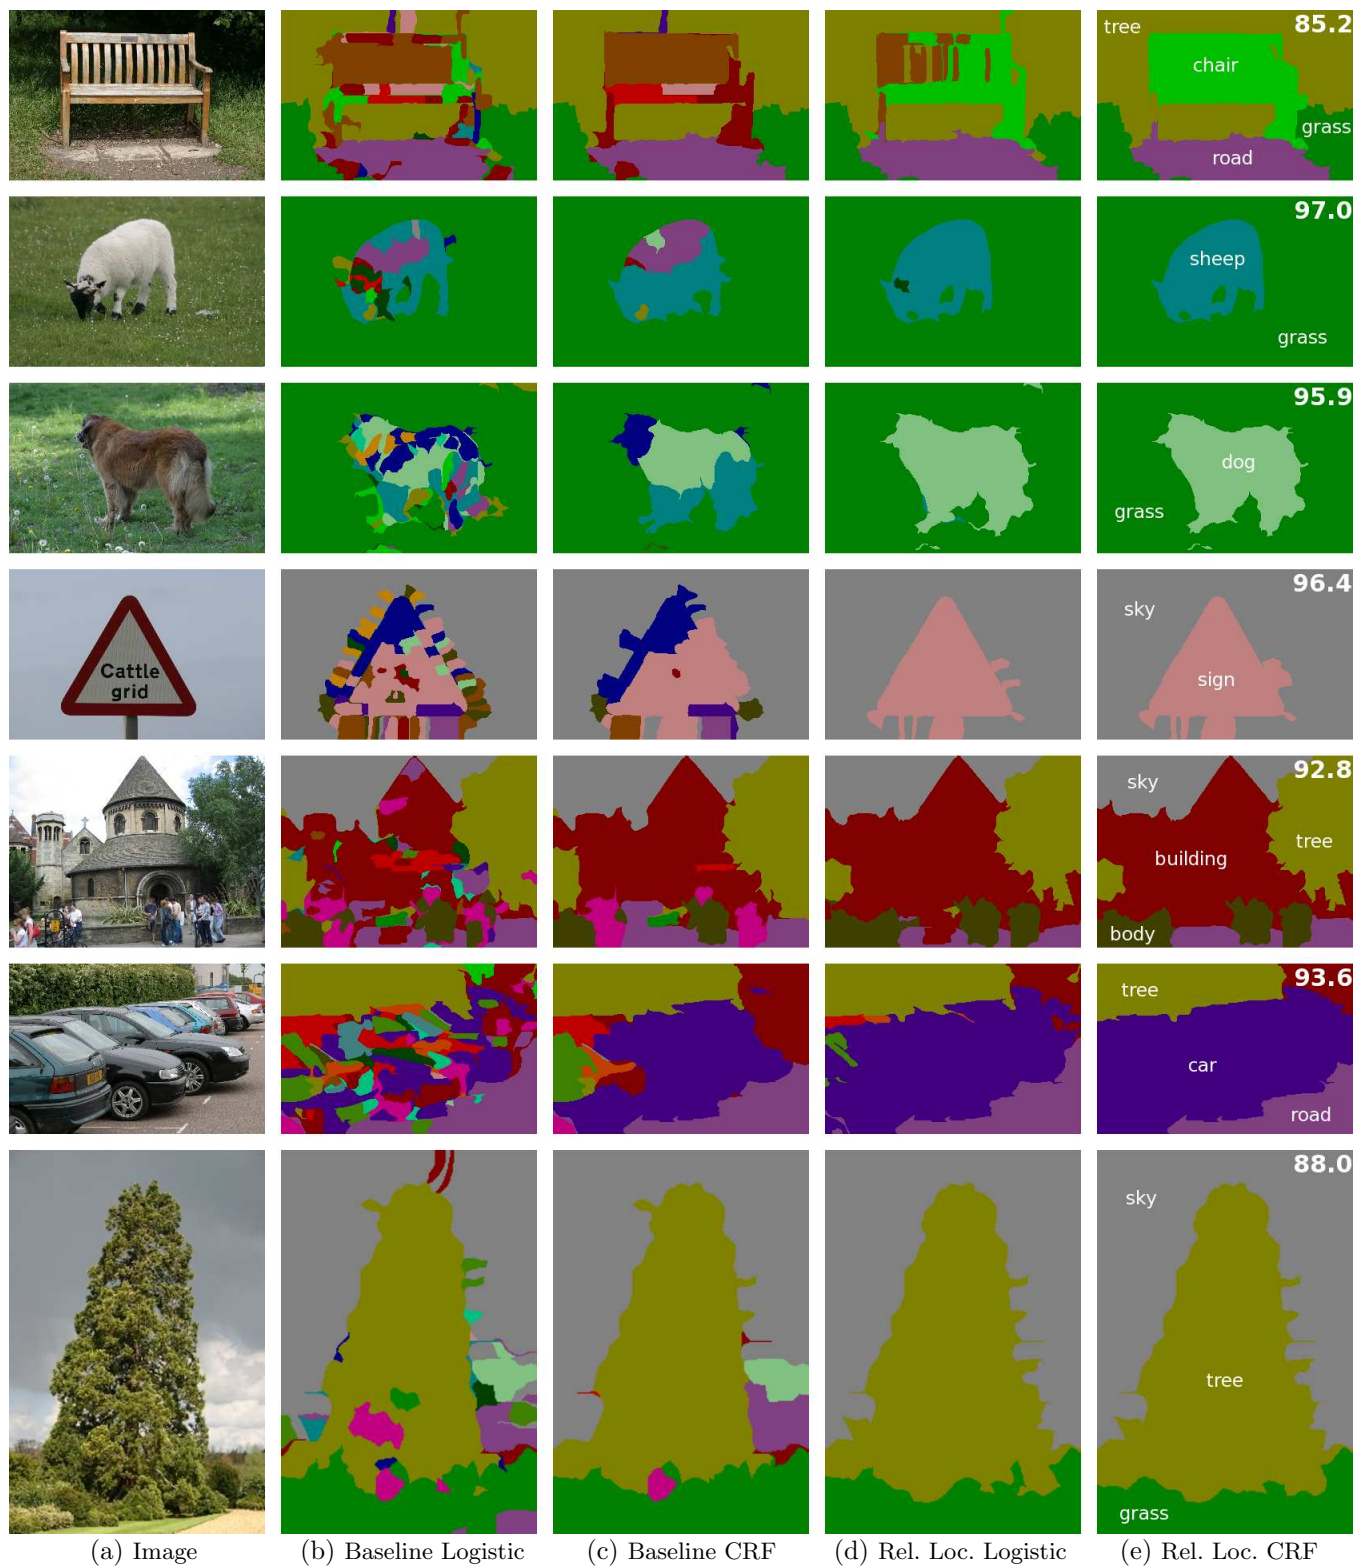 85.2
tree
chair
grass
road
97.0
sheep
grass
95.9
dog
grass
96.4
sky
Cattle
grid
sign
92.8
sky
tree
building
body
93.6
tree
car
road
88.0
sky
tree
grass
(a) Image
(b) Baseline Logistic
(c) Baseline CRF
(d) Rel. Loc. Logistic
(e) Rel. Loc. CRF